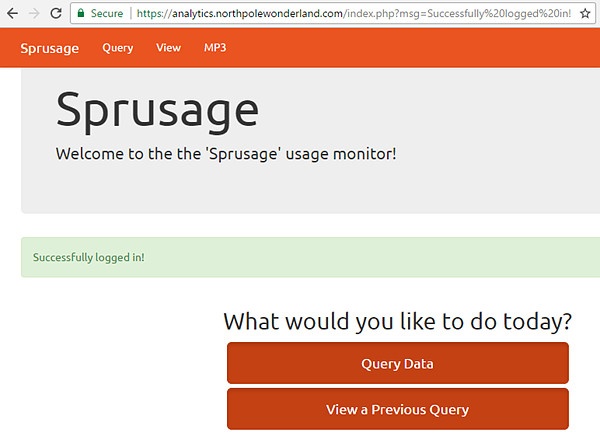 Secure | https://analytics.northpolewonderland.com/index.php?msg=Successfully%20logged%20in!
Sprusage Query View MP3
Sprusage
Welcome to the the 'Sprusage' usage monitor!
Successfully logged in!
What would you like to do today?
Query Data
View a Previous Query